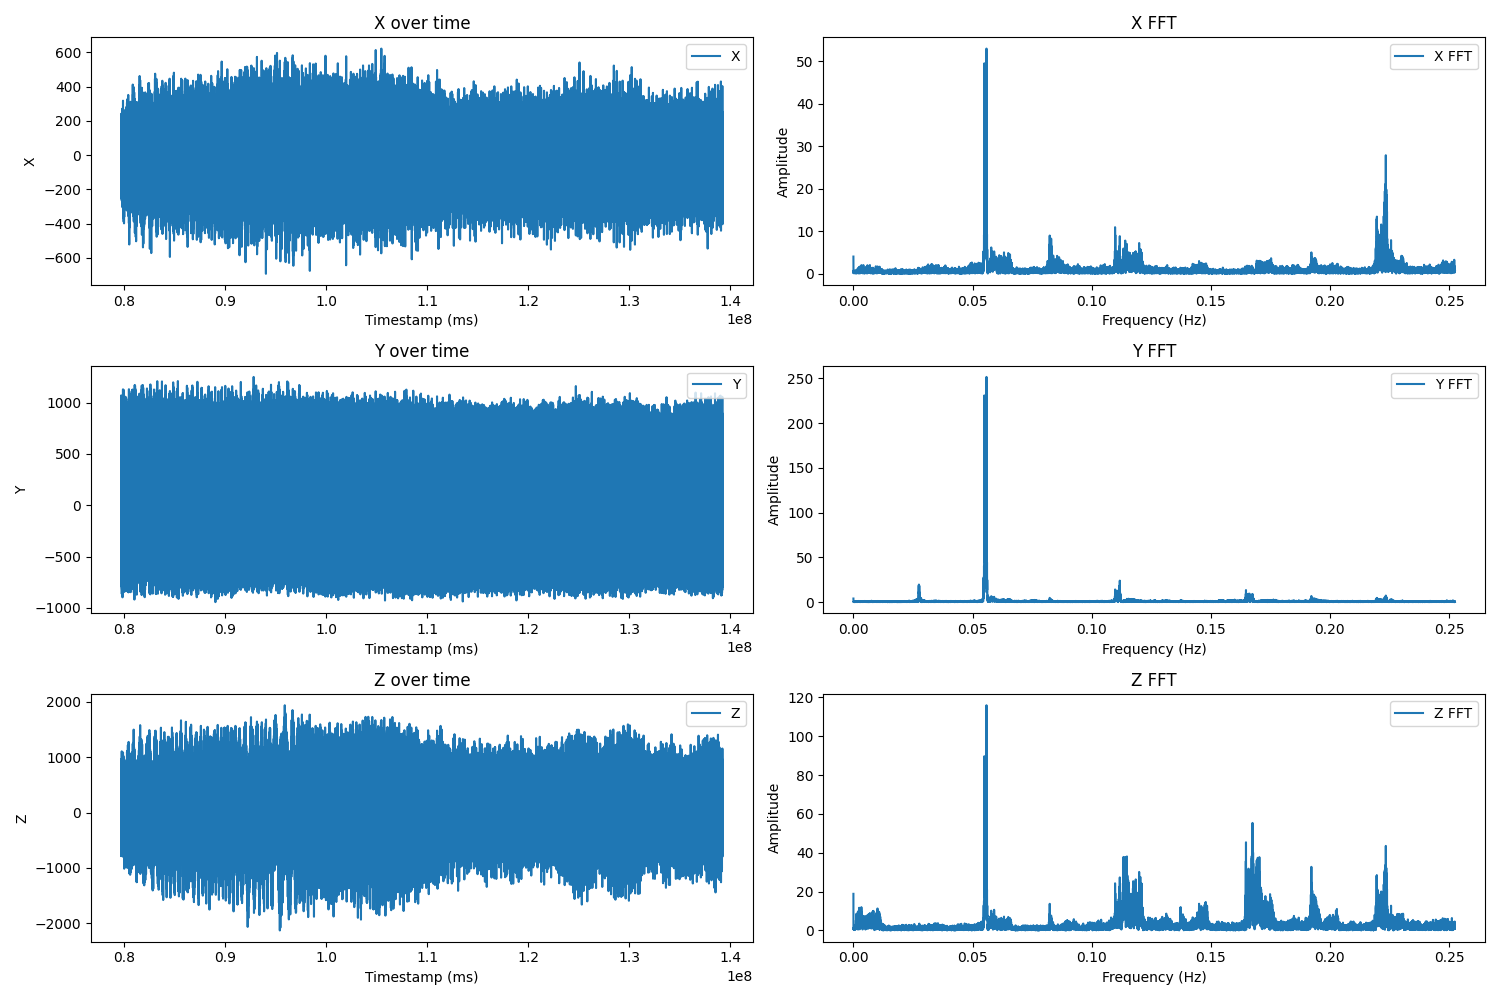 X over time
X
600
400
200
0
−200
−400
−600
X
0.8
0.9
1.0
1.1
1.2
1.3
1.4
Timestamp (ms)
1e8
X FFT
X FFT
50
40
30
20
10
0
Amplitude
0.00
0.05
0.10
0.15
0.20
0.25
Frequency (Hz)
Y over time
Y
1000
500
0
−500
−1000
Y
0.8
0.9
1.0
1.1
1.2
1.3
1.4
Timestamp (ms)
1e8
Y FFT
Y FFT
250
200
150
100
50
0
Amplitude
0.00
0.05
0.10
0.15
0.20
0.25
Frequency (Hz)
Z over time
Z
2000
1000
0
−1000
−2000
Z
0.8
0.9
1.0
1.1
1.2
1.3
1.4
Timestamp (ms)
1e8
Z FFT
Z FFT
120
100
80
60
40
20
0
Amplitude
0.00
0.05
0.10
0.15
0.20
0.25
Frequency (Hz)